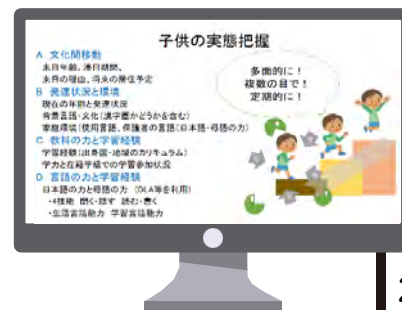 子供の実態把握
A 文化間移動
来日年齢、滞日期間、
来日の理由、将来の居住予定
B 発達状況と環境
現在の年齢と発達状況
背景言語・文化(漢字圏かどうかを含む)
家庭環境(使用言語、保護者の言語(日本語・母語の力)
C 教科の力と学習経験
学習経験(出身国・地域のカリキュラム)
学力と在籍学級での学習参加状況
D 言語の力と学習経験
日本語の力と母語の力 (DLA等を利用)
・4技能 聞く・話す 読む・書く
・生活言語能力 学習言語能力
多面的に!
複数の目で!
定期的に!